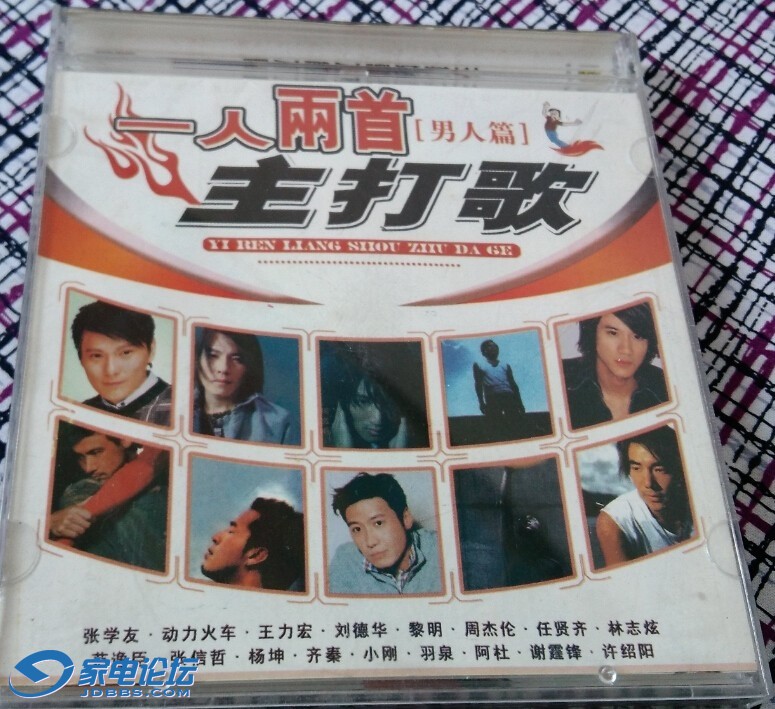 一人兩首[男人篇]
主打歌
YI REN LIANG SHOU ZHU DA GE
张学友·动力火车·王力宏·刘德华·黎明·周杰伦·任贤齐·林志炫
张信哲·杨坤·齐秦·小刚·羽泉·阿杜·谢霆锋·许绍洋
家电论坛
JDBBS.COM